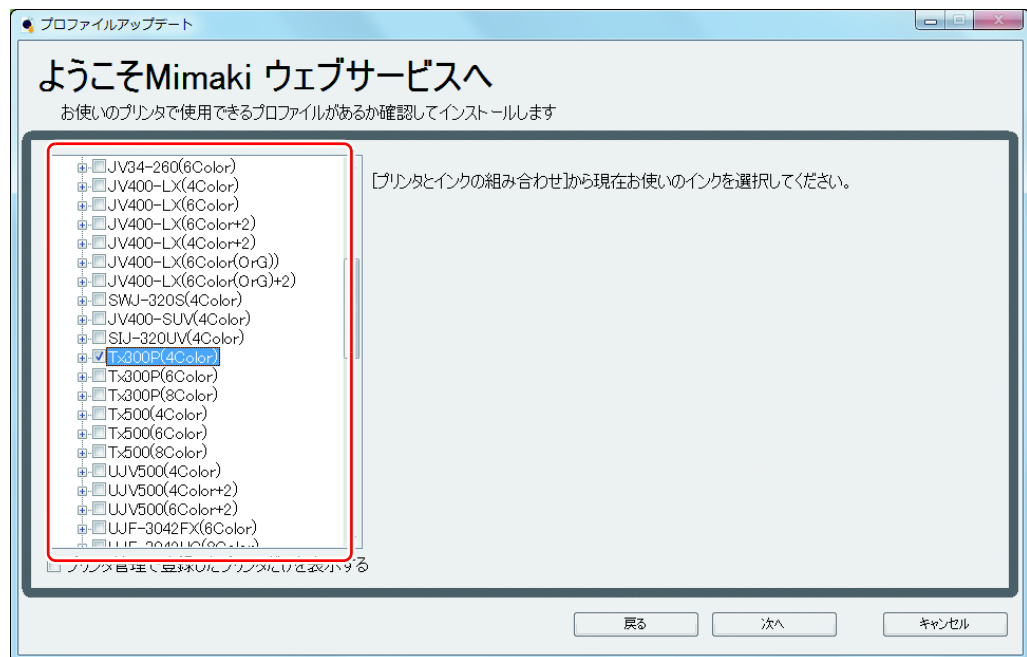 プロファイルアップデート
ようこそMimaki ウェブサービスへ
お使いのプリンタで使用できるプロファイルがあるか確認してインストールします
JV34-260(6Color)
JV400-LX(4Color)
JV400-LX(6Color)
JV400-LX(6Color+2)
JV400-LX(4Color+2)
JV400-LX(6Color(OrG))
JV400-LX(6Color(OrG)+2)
SWJ-320S(4Color)
JV400-SUV(4Color)
SIJ-320UV(4Color)
Tx300P(4Color)
Tx300P(6Color)
Tx300P(8Color)
Tx500(4Color)
Tx500(6Color)
Tx500(8Color)
UJV500(4Color)
UJV500(4Color+2)
UJV500(6Color+2)
UJF-3042FX(6Color)
[プリンタとインクの組み合わせ]から現在お使いのインクを選択してください。
プリンタ管理で登録したプリンタだけを表示する
戻る
次へ
キャンセル